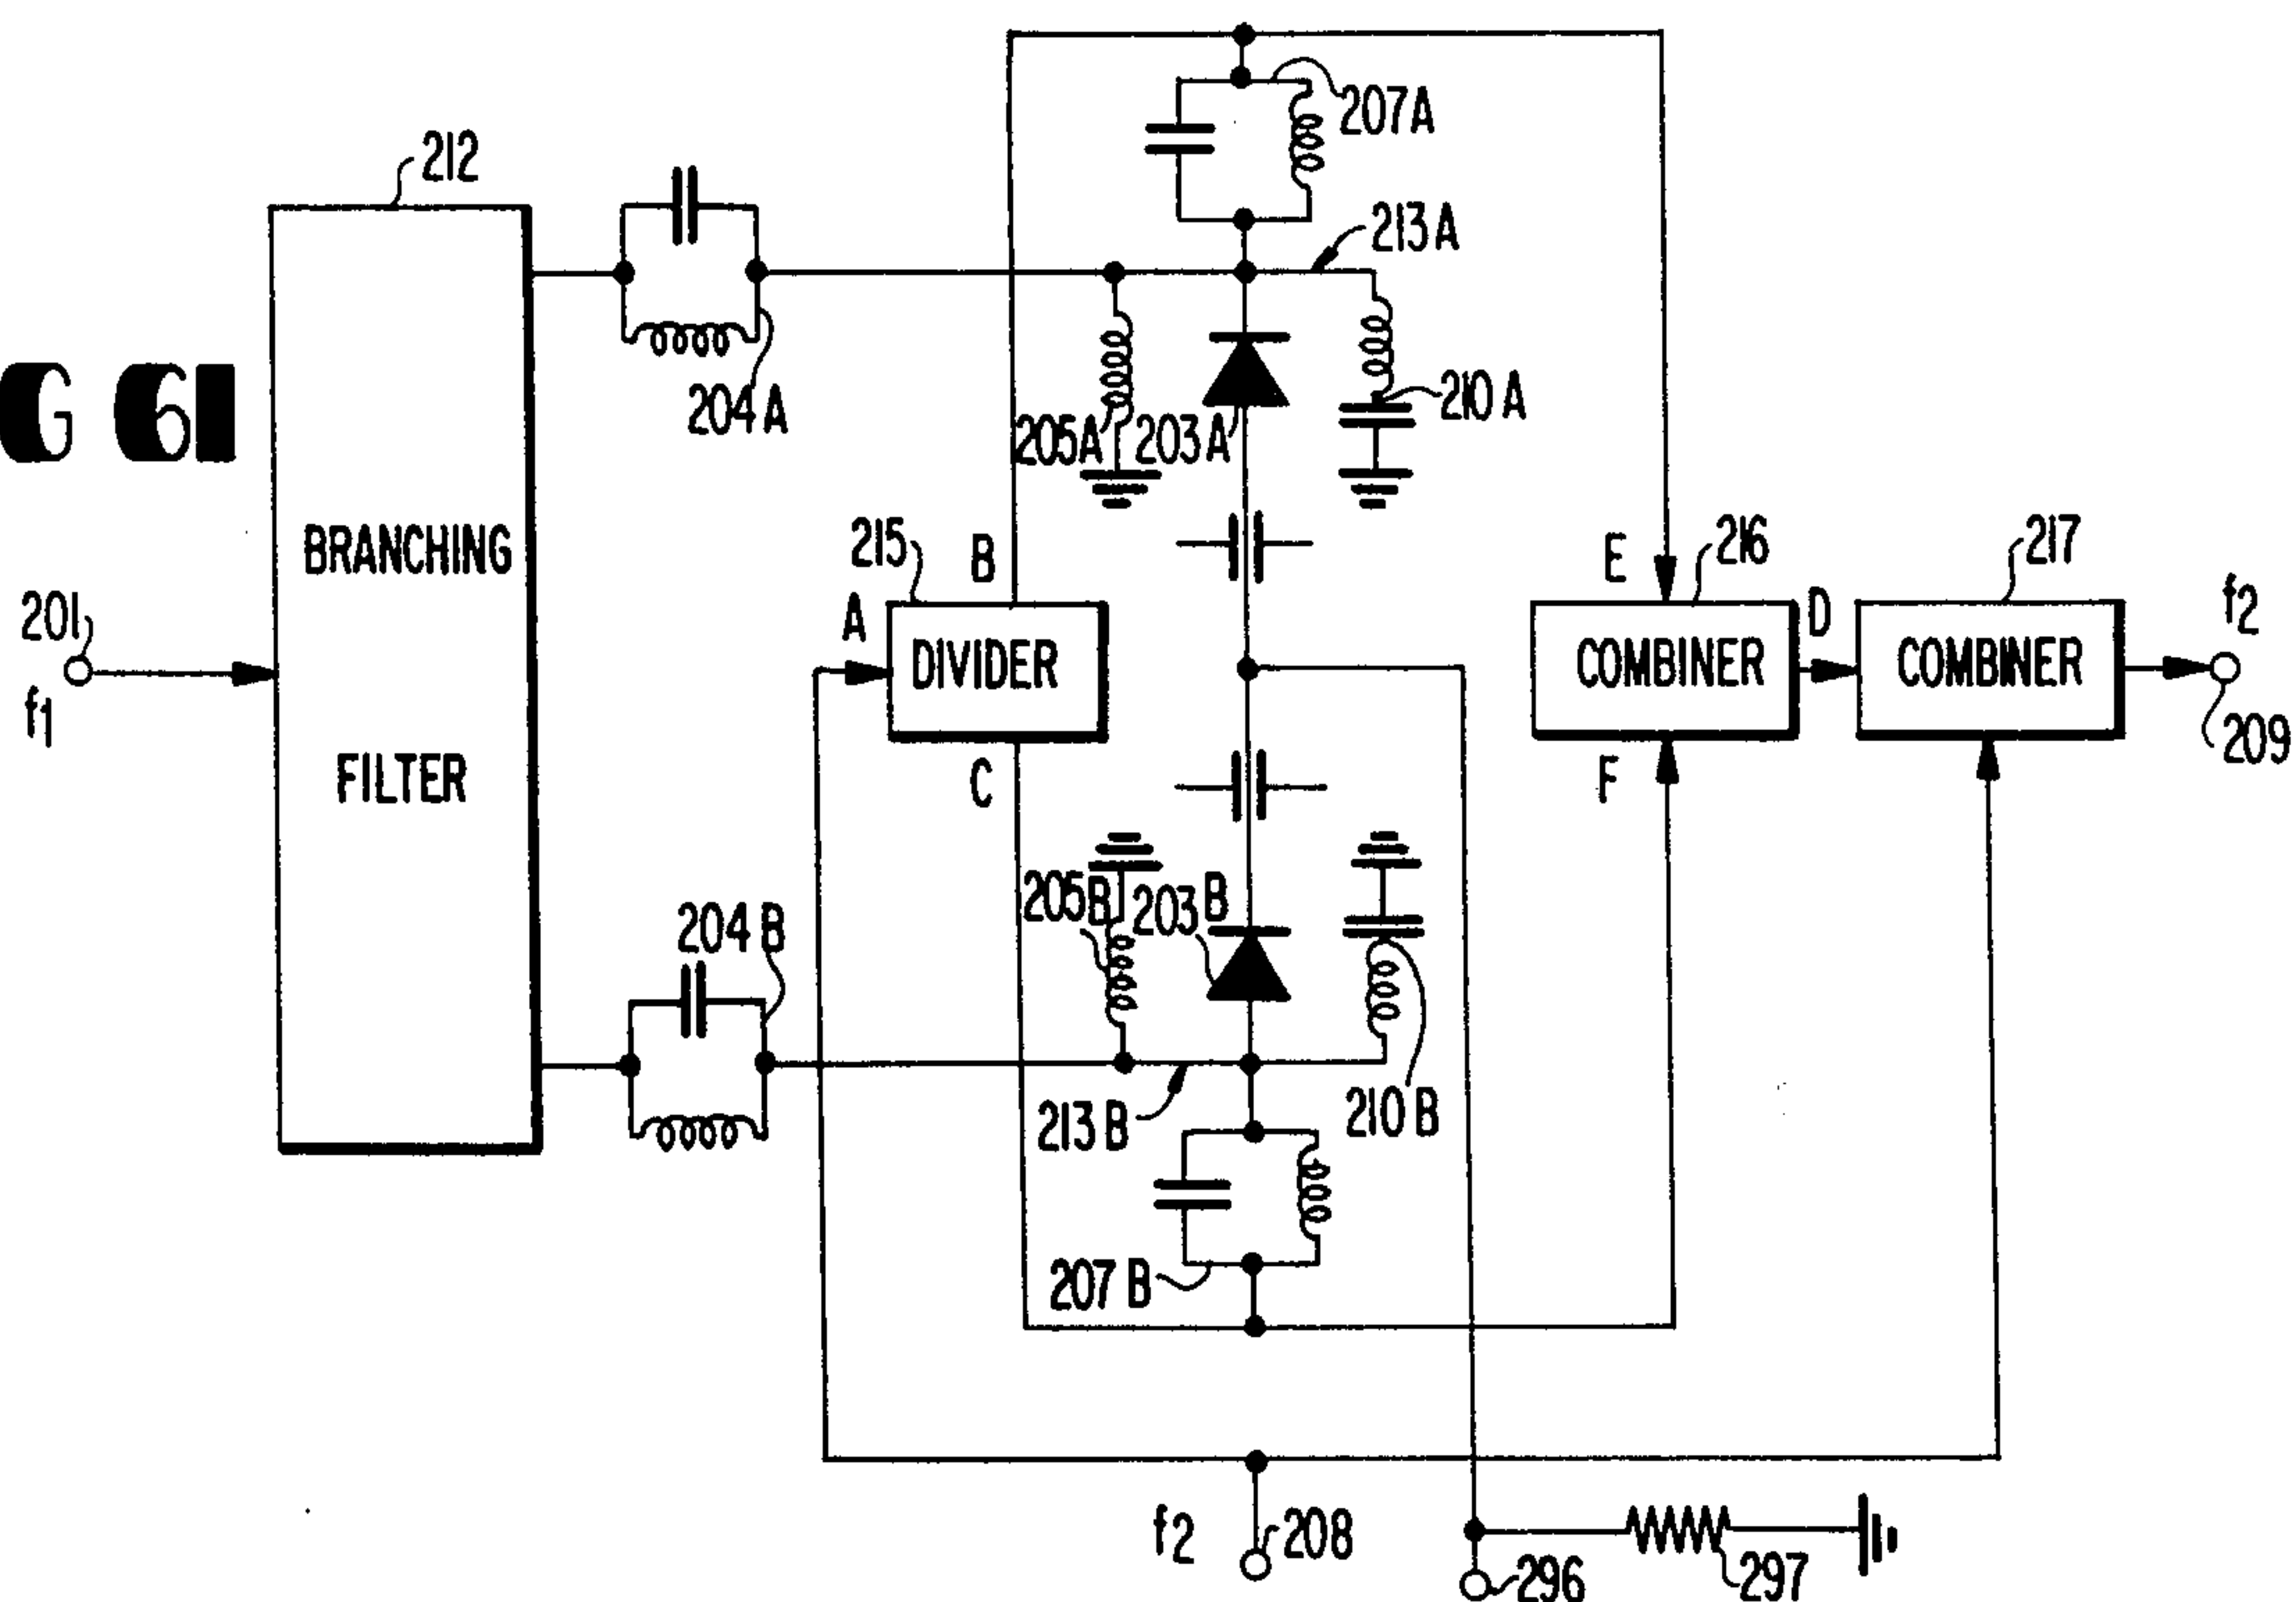 207A
212
213A
204A
205A
203A
210A
G 61
215
B
E
216
217
BRANCHING
f2
201
A
DIVIDER
COMBINER
D
COMBINER
f1
209
FILTER
C
F
205B
203B
204B
213B
210B
207B
f2
208
296
297